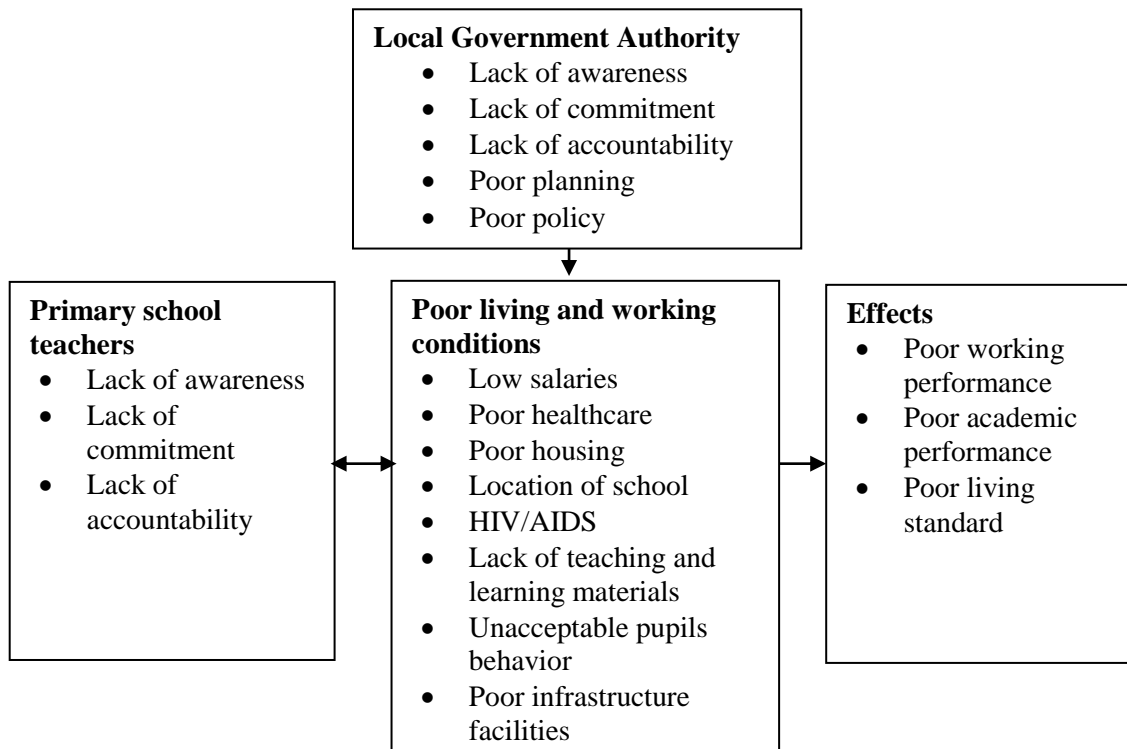 Local Government Authority
• Lack of awareness
• Lack of commitment
• Lack of accountability
• Poor planning
• Poor policy
Primary school
teachers
• Lack of awareness
• Lack of
commitment
• Lack of
accountability
Poor living and working
conditions
• Low salaries
• Poor healthcare
• Poor housing
• Location of school
• HIV/AIDS
• Lack of teaching and
learning materials
• Unacceptable pupils
behavior
• Poor infrastructure
facilities
Effects
• Poor working
performance
• Poor academic
performance
• Poor living
standard